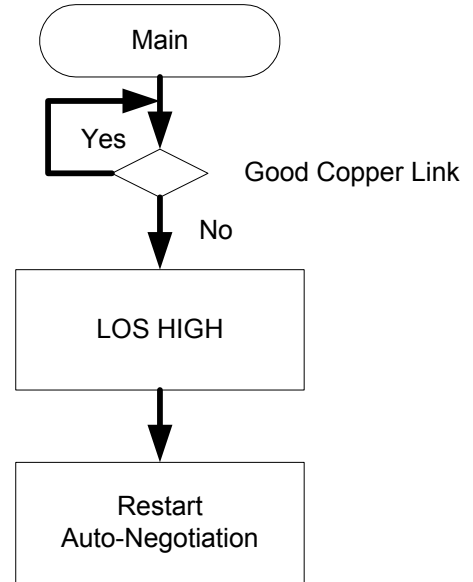 Main
Yes
Good Copper Link
No
LOS HIGH
Restart
Auto-Negotiation